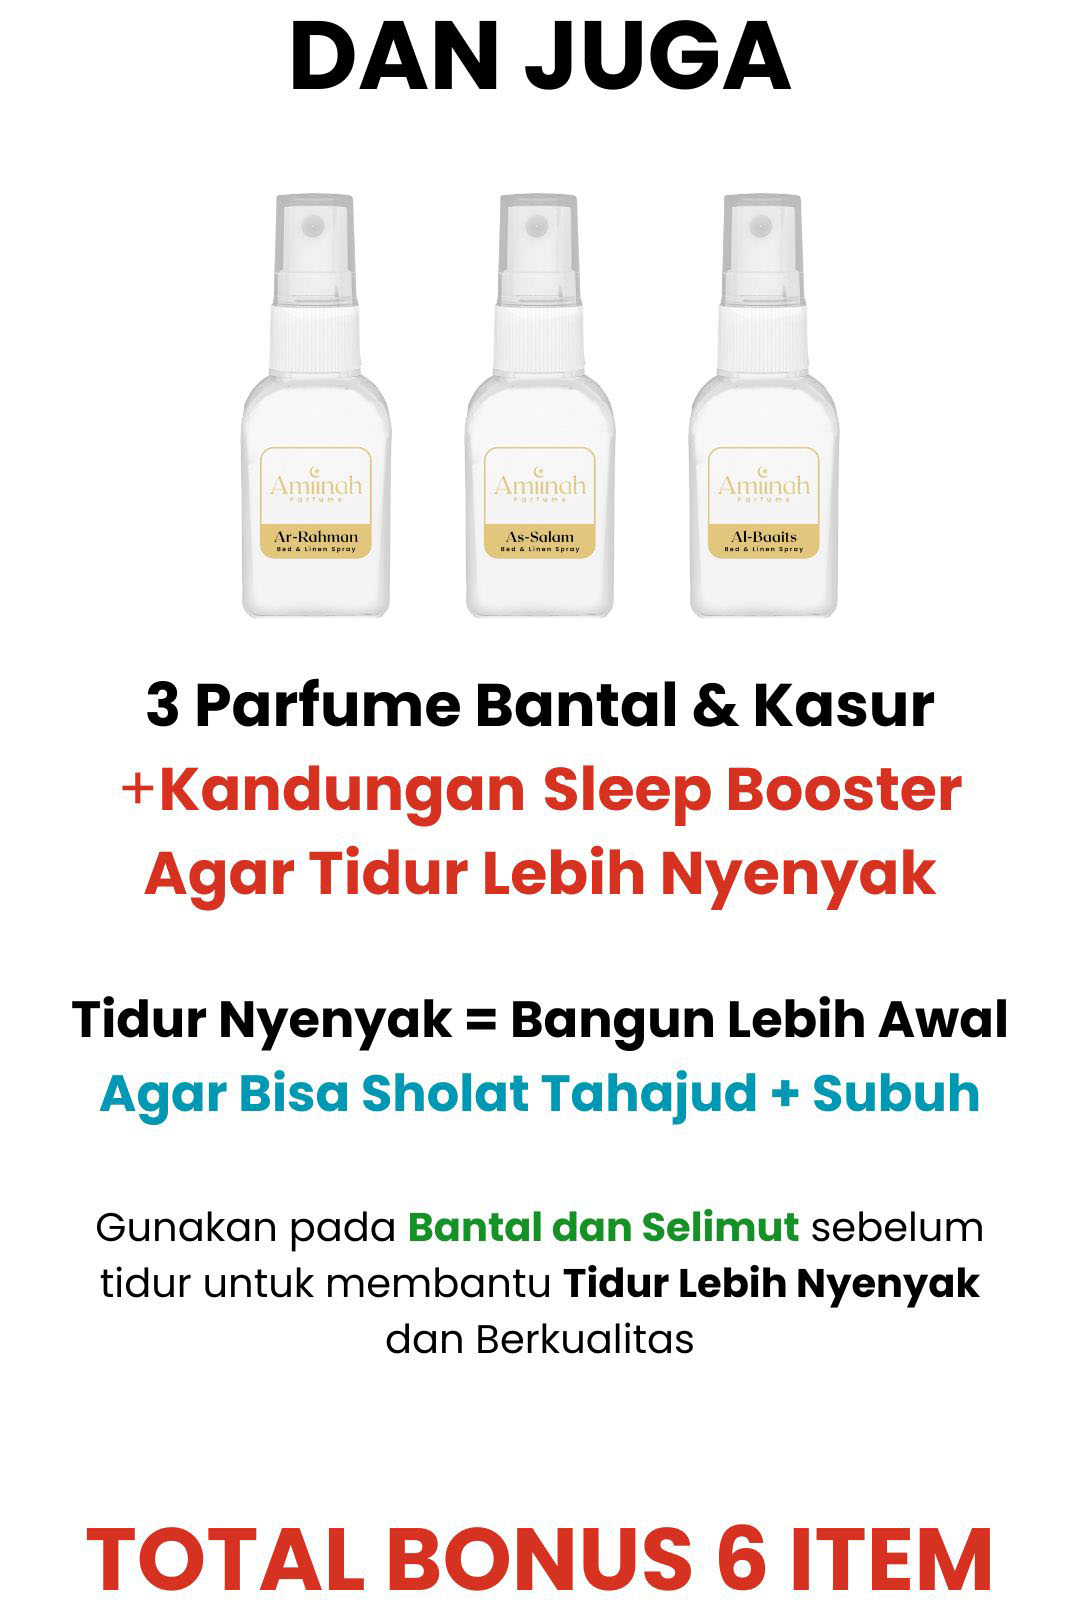 DAN JUGA
Amiinah
Parfume
Ar-Rahman
Bed & Linen Spray
Amiinah
Parfume
As-Salam
Bed & Linen Spray
Amiinah
Parfume
Al-Baaits
Bed & Linen Spray
3 Parfume Bantal & Kasur
+Kandungan Sleep Booster
Agar Tidur Lebih Nyenyak
Tidur Nyenyak = Bangun Lebih Awal
Agar Bisa Sholat Tahajud + Subuh
Gunakan pada Bantal dan Selimut sebelum
tidur untuk membantu Tidur Lebih Nyenyak
dan Berkualitas
TOTAL BONUS 6 ITEM